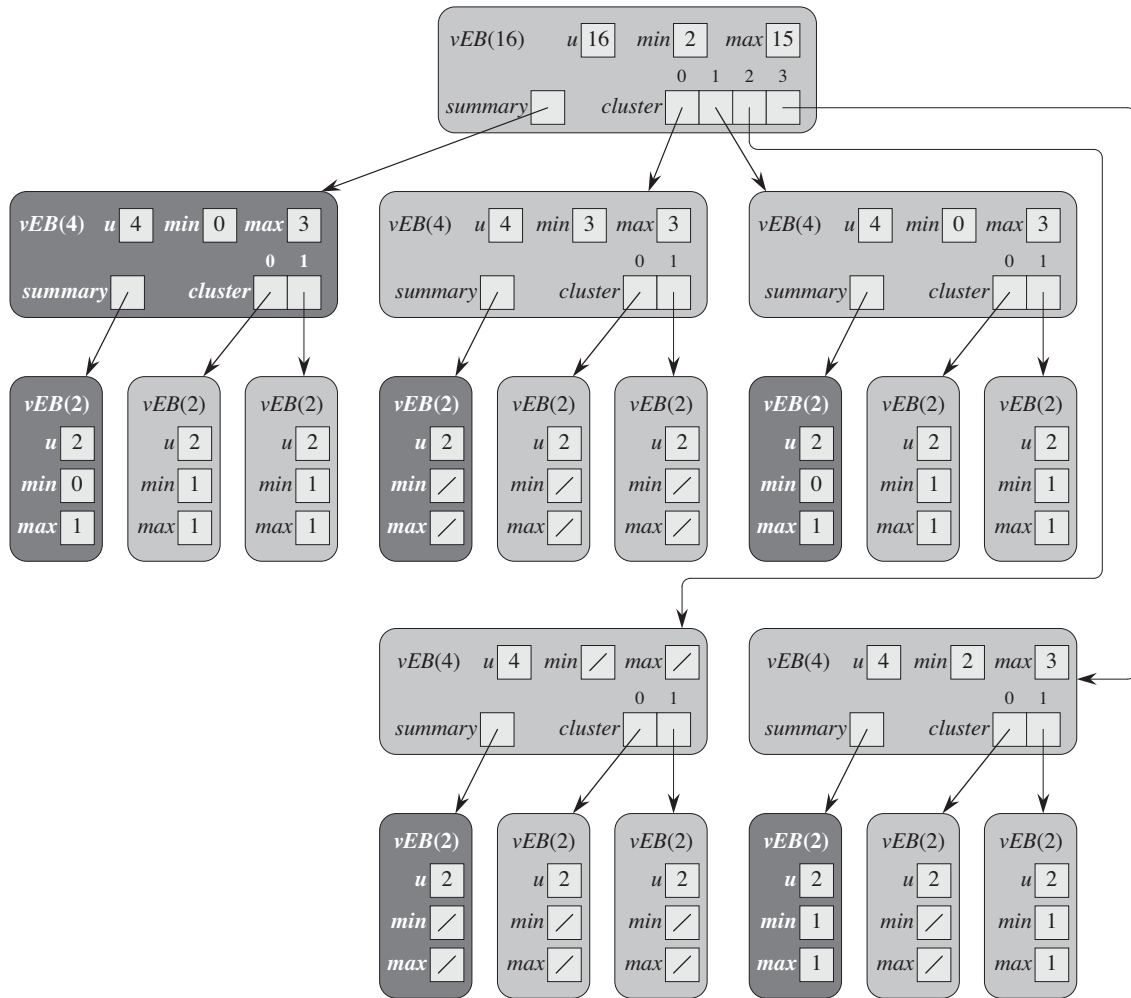 vEB(16) u 16 min 2 max 15
0 1 2 3
summary cluster
vEB(4) u 4 min 0 max 3
0 1
summary cluster
vEB(4) u 4 min 3 max 3
0 1
summary cluster
vEB(4) u 4 min 0 max 3
0 1
summary cluster
vEB(2)
u 2
min 0
max 1
vEB(2)
u 2
min 1
max 1
vEB(2)
u 2
min 1
max 1
vEB(2)
u 2
min /
max /
vEB(2)
u 2
min /
max /
vEB(2)
u 2
min /
max /
vEB(2)
u 2
min 0
max 1
vEB(2)
u 2
min 1
max 1
vEB(2)
u 2
min 1
max 1
vEB(4) u 4 min / max /
0 1
summary cluster
vEB(4) u 4 min 2 max 3
0 1
summary cluster
vEB(2)
u 2
min /
max /
vEB(2)
u 2
min /
max /
vEB(2)
u 2
min /
max /
vEB(2)
u 2
min 1
max 1
vEB(2)
u 2
min /
max /
vEB(2)
u 2
min 1
max 1